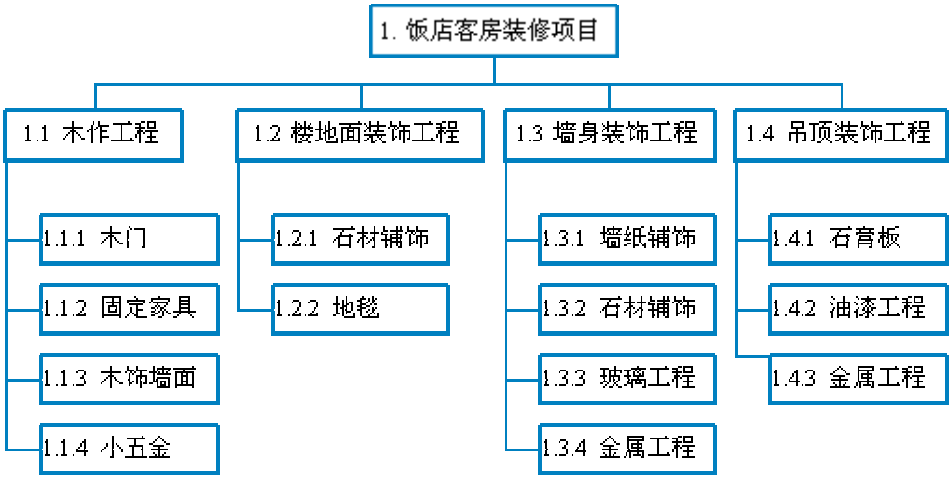 1. 饭店客房装修项目
1.1 木作工程
1.2 楼地面装饰工程
1.3 墙身装饰工程
1.4 吊顶装饰工程
1.1.1 木门
1.2.1 石材铺饰
1.3.1 墙纸铺饰
1.4.1 石膏板
1.1.2 固定家具
1.2.2 地毯
1.3.2 石材铺饰
1.4.2 油漆工程
1.1.3 木饰墙面
1.3.3 玻璃工程
1.4.3 金属工程
1.1.4 小五金
1.3.4 金属工程